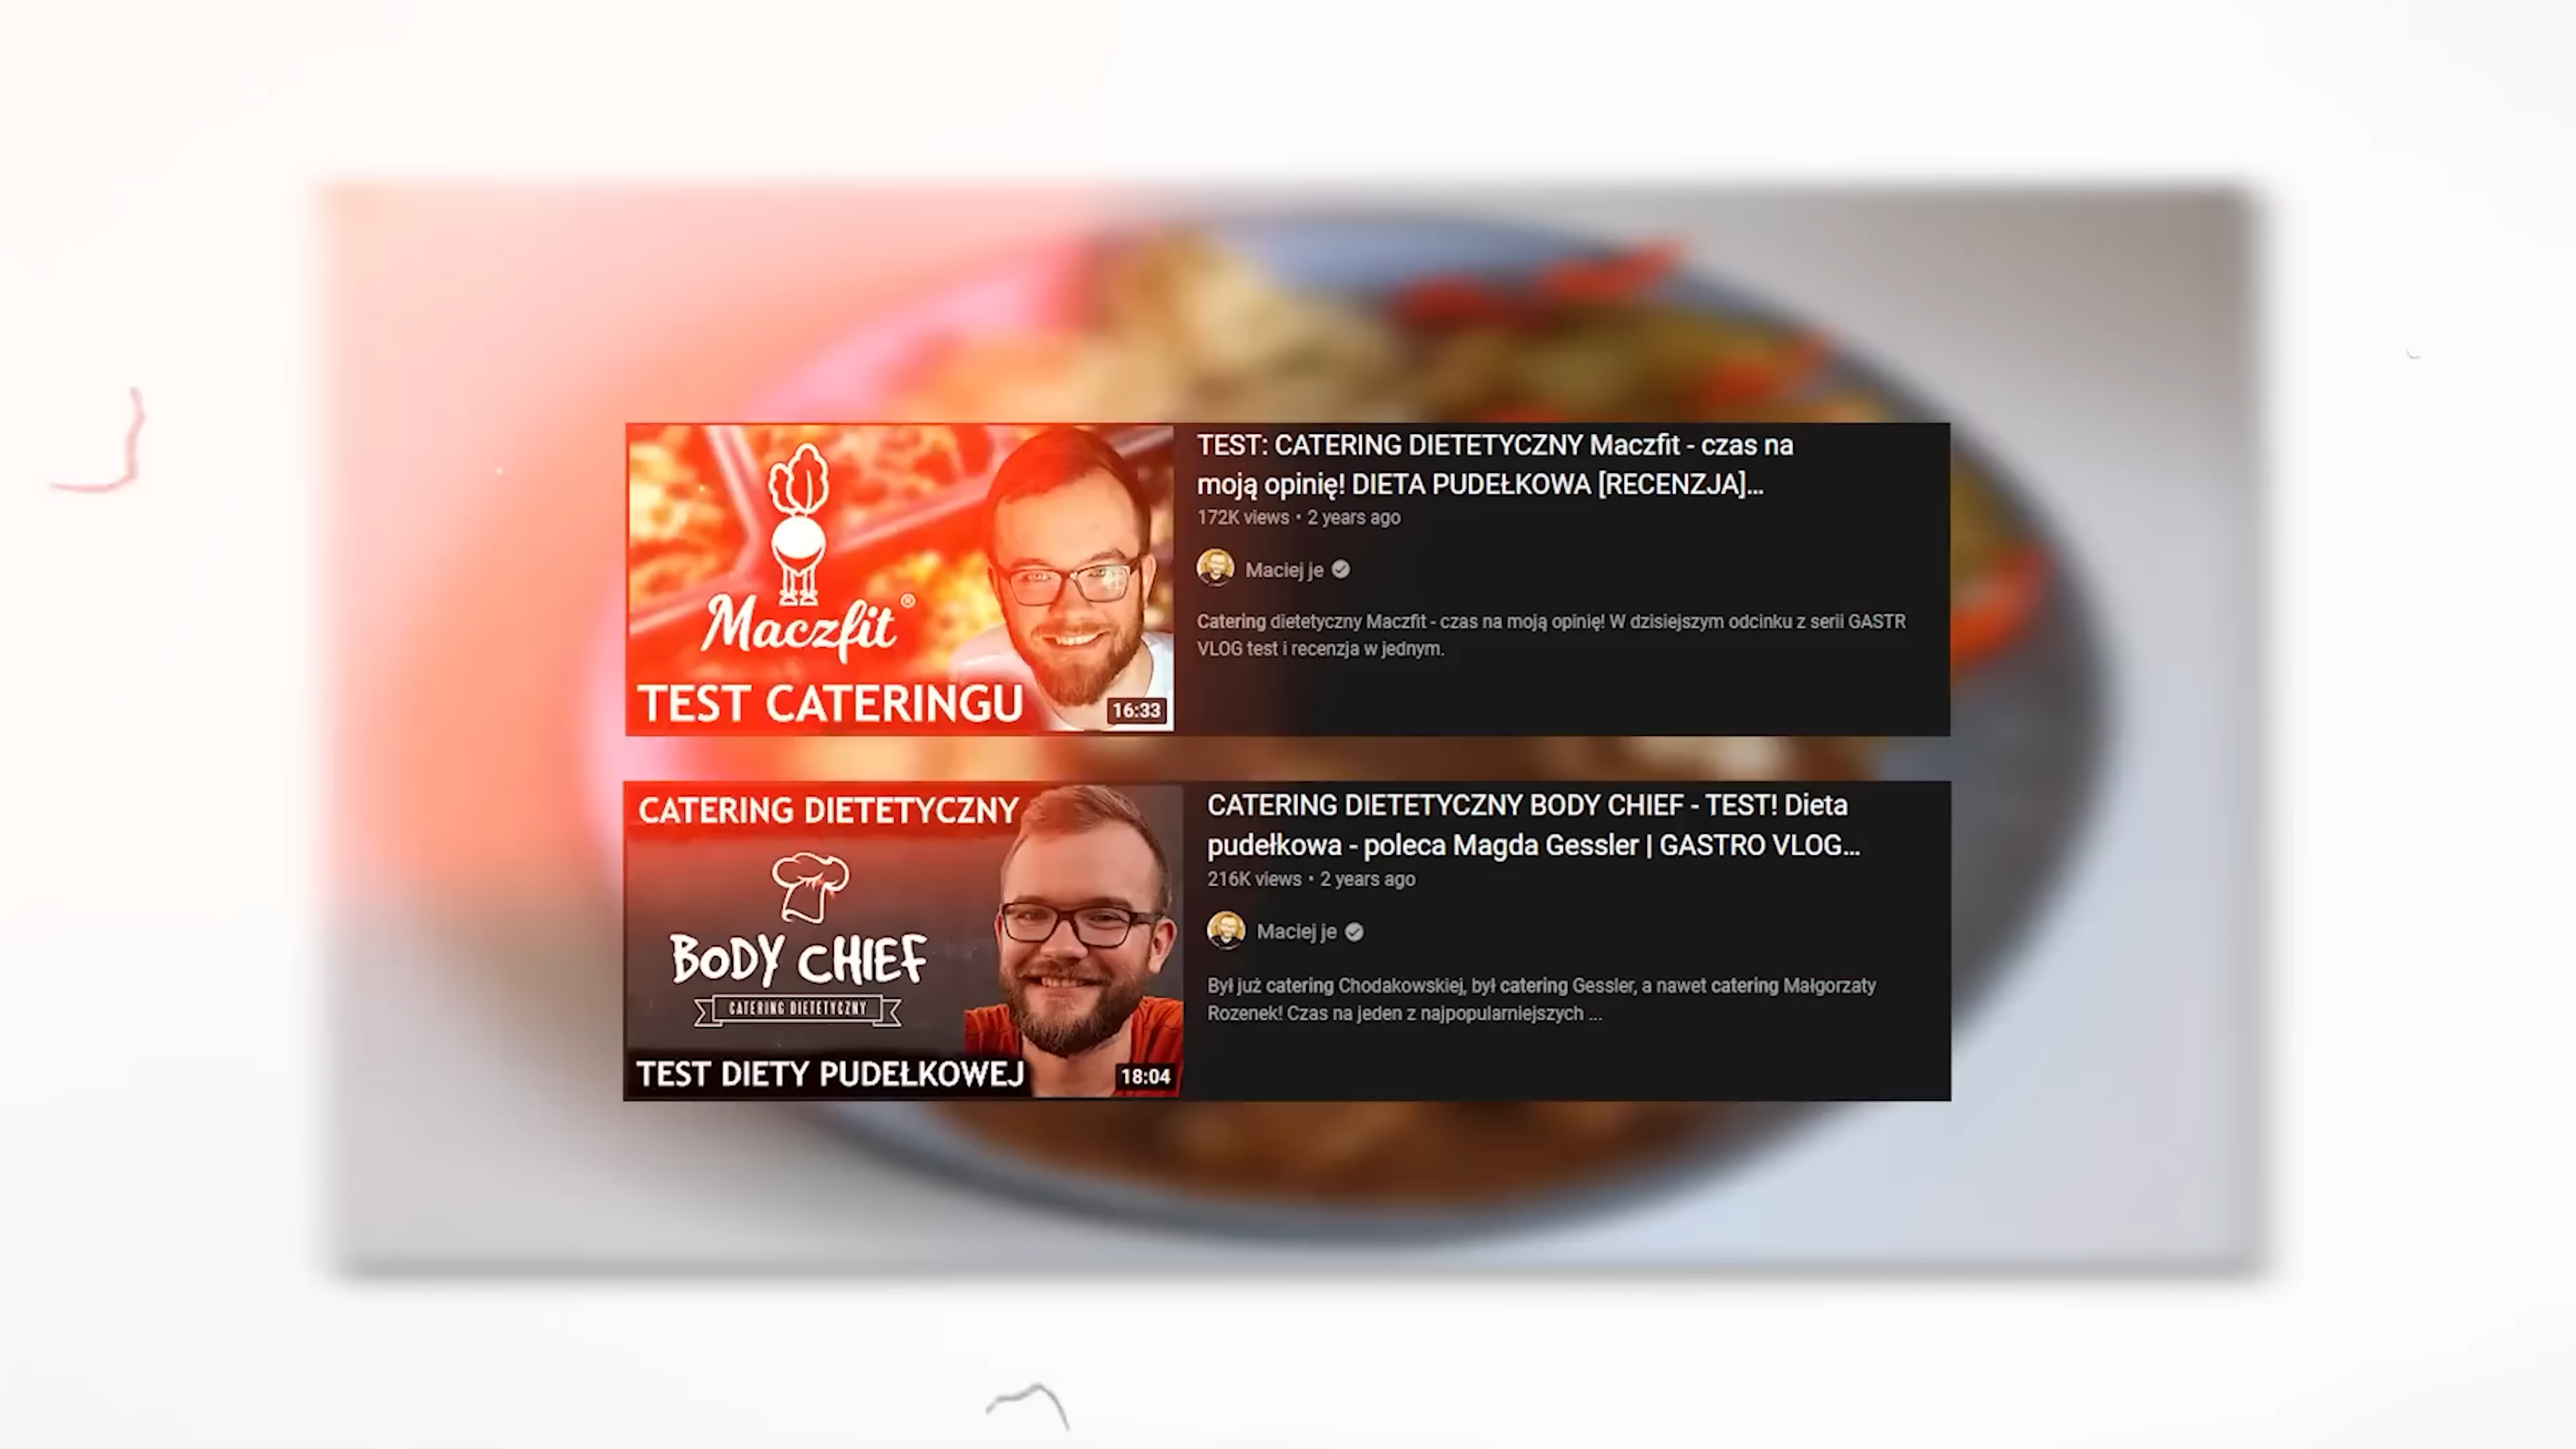 Maczfit®
TEST CATERINGU
16:33
TEST: CATERING DIETETYCZNY Maczfit - czas na
moją opinię! DIETA PUDEŁKOWA [RECENZJA]...
172K views • 2 years ago
Maciej je
Catering dietetyczny Maczfit - czas na moją opinię! W dzisiejszym odcinku z serii GASTR
VLOG test i recenzja w jednym.
CATERING DIETETYCZNY
BODY CHIEF
CATERING DIETETYCZNY
TEST DIETY PUDEŁKOWEJ
18:04
CATERING DIETETYCZNY BODY CHIEF - TEST! Dieta
pudełkowa - poleca Magda Gessler | GASTRO VLOG...
216K views • 2 years ago
Maciej je
Był już catering Chodakowskiej, był catering Gessler, a nawet catering Małgorzaty
Rozenek! Czas na jeden z najpopularniejszych ...